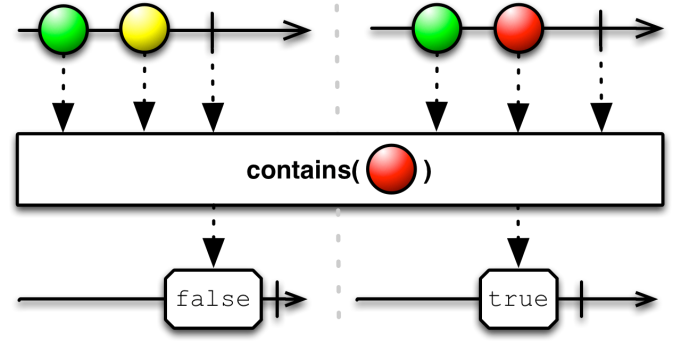 contains( )
false
true